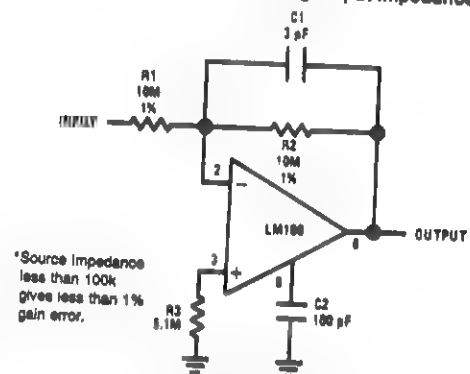 C1
3 pF
R1
10M
1%
INPUT
R2
10M
1%
2
−
LM108
6
OUTPUT
3
+
8
*Source Impedance
less than 100k
gives less than 1%
gain error.
R3
5.1M
C2
100 pF